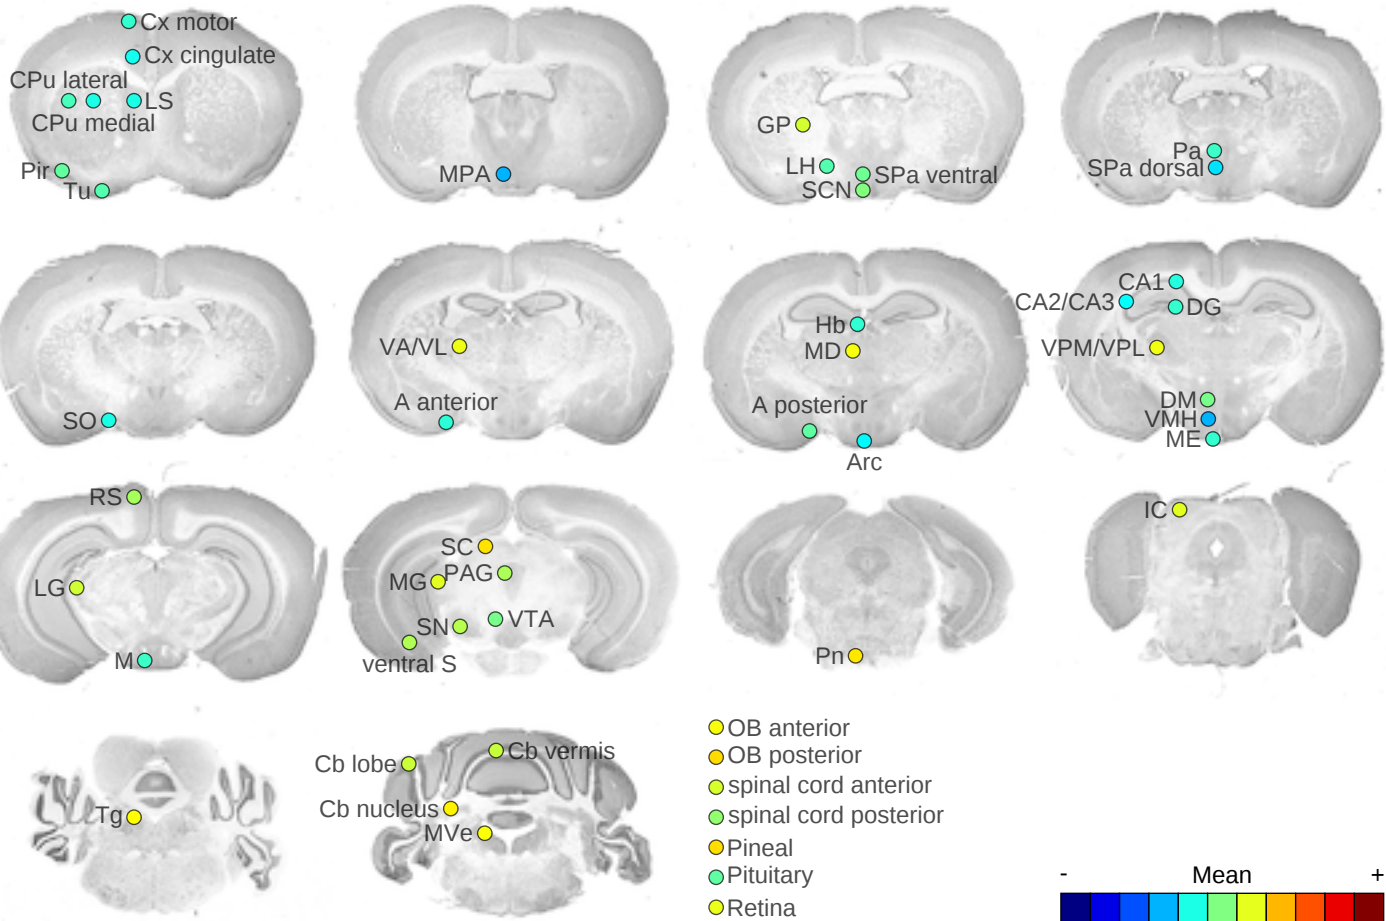 Cx motor
Cx cingulate
CPu lateral
LS
CPu medial
Pir
Tu
MPA
GP
LH
SPa ventral
SCN
Pa
SPa dorsal
SO
VA/VL
A anterior
Hb
MD
A posterior
Arc
CA1
CA2/CA3
DG
VPM/VPL
DM
VMH
ME
RS
LG
M
SC
PAG
MG
VTA
SN
ventral S
Pn
IC
Tg
Cb vermis
Cb lobe
Cb nucleus
MVe
OB anterior
OB posterior
spinal cord anterior
spinal cord posterior
Pineal
Pituitary
Retina
- Mean +